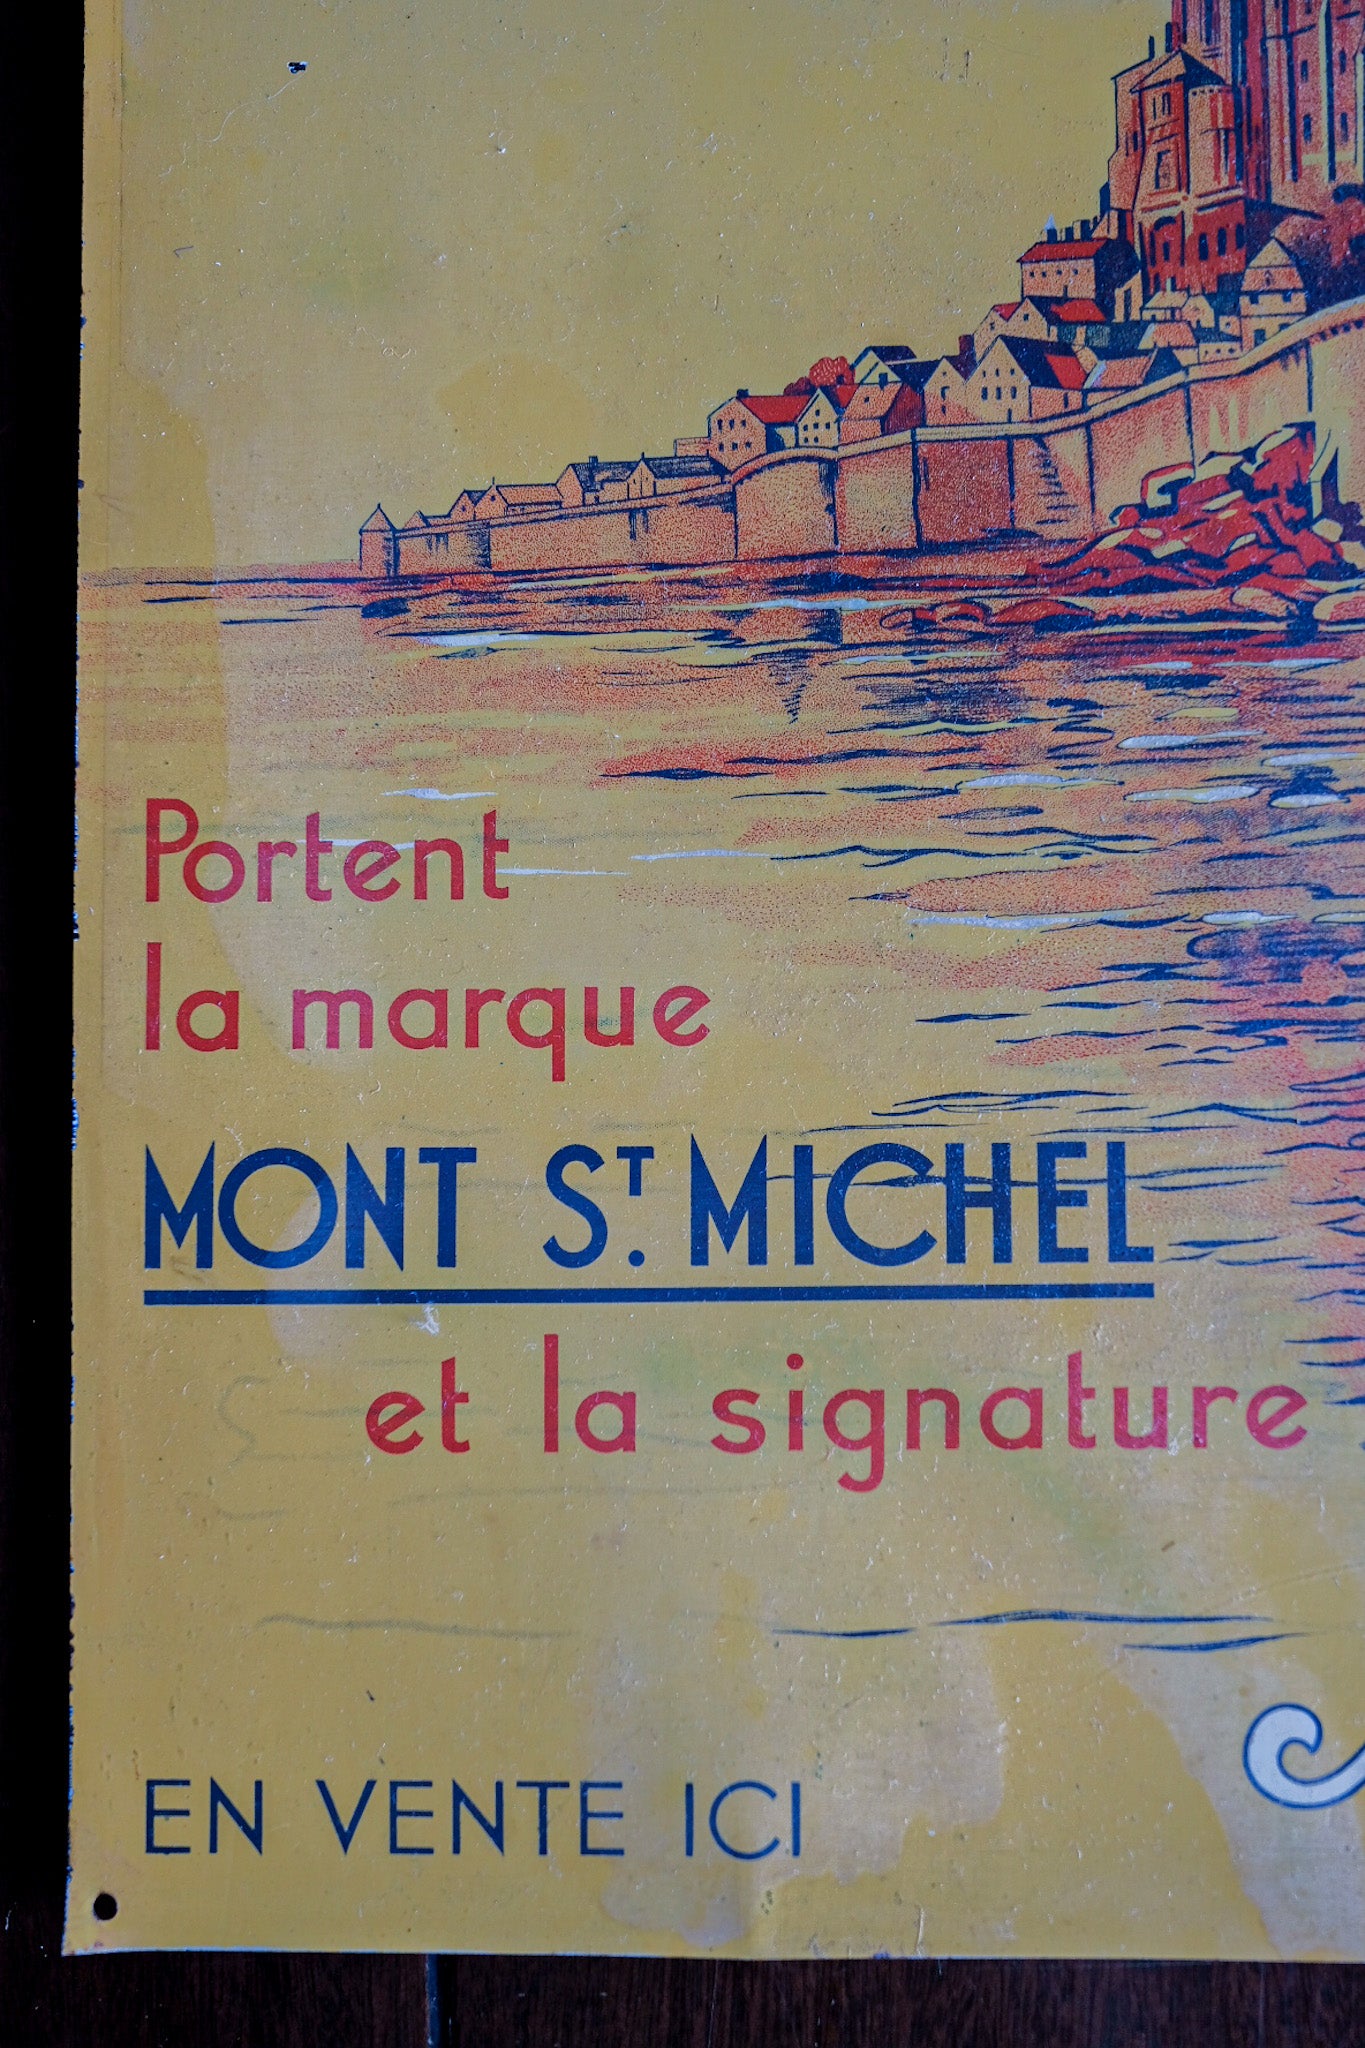 Portent
la marque
MONT ST. MICHEL
et la signature
EN VENTE ICI